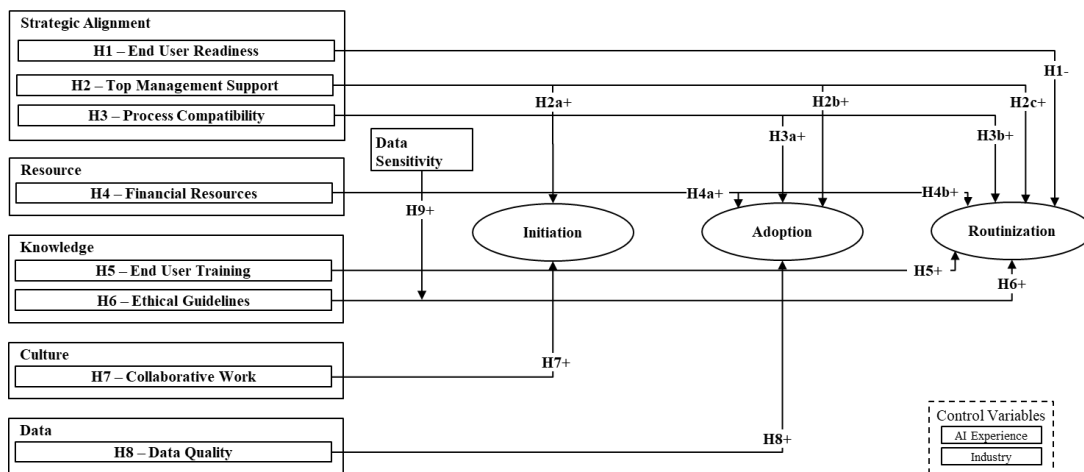 Strategic Alignment
H1 – End User Readiness
H1-
H2 – Top Management Support
H2a+
H2b+
H2c+
H3 – Process Compatibility
H3a+
H3b+
Data
Sensitivity
Resource
H4 – Financial Resources
H4a+
H4b+
H9+
Initiation
Adoption
Routinization
Knowledge
H5 – End User Training
H5+
H6 – Ethical Guidelines
H6+
Culture
H7+
H7 – Collaborative Work
Data
H8 – Data Quality
H8+
Control Variables
AI Experience
Industry